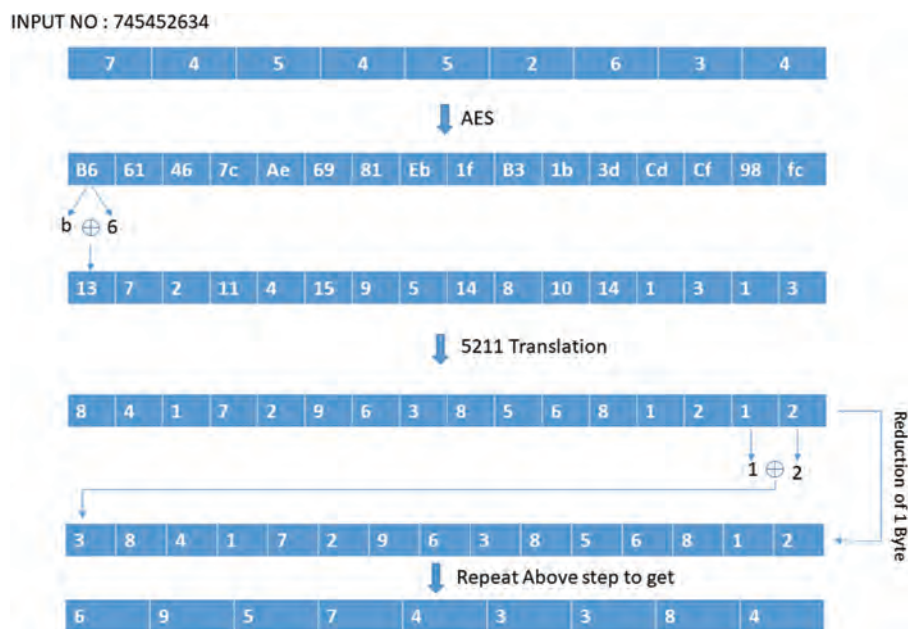 INPUT NO : 745452634
7 4 5 4 5 2 6 3 4
AES
B6 61 46 7c Ae 69 81 Eb 1f B3 1b 3d Cd Cf 98 fc
b ⊕ 6
13 7 2 11 4 15 9 5 14 8 10 14 1 3 1 3
5211 Translation
8 4 1 7 2 9 6 3 8 5 6 8 1 2 1 2
1 ⊕ 2
Reduction of 1 Byte
3 8 4 1 7 2 9 6 3 8 5 6 8 1 2
Repeat Above step to get
6 9 5 7 4 3 3 8 4